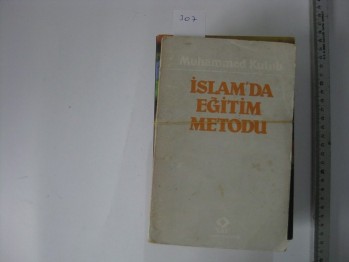 307
Muhammed Kutub
İSLAM'DA
EĞİTİM
METODU